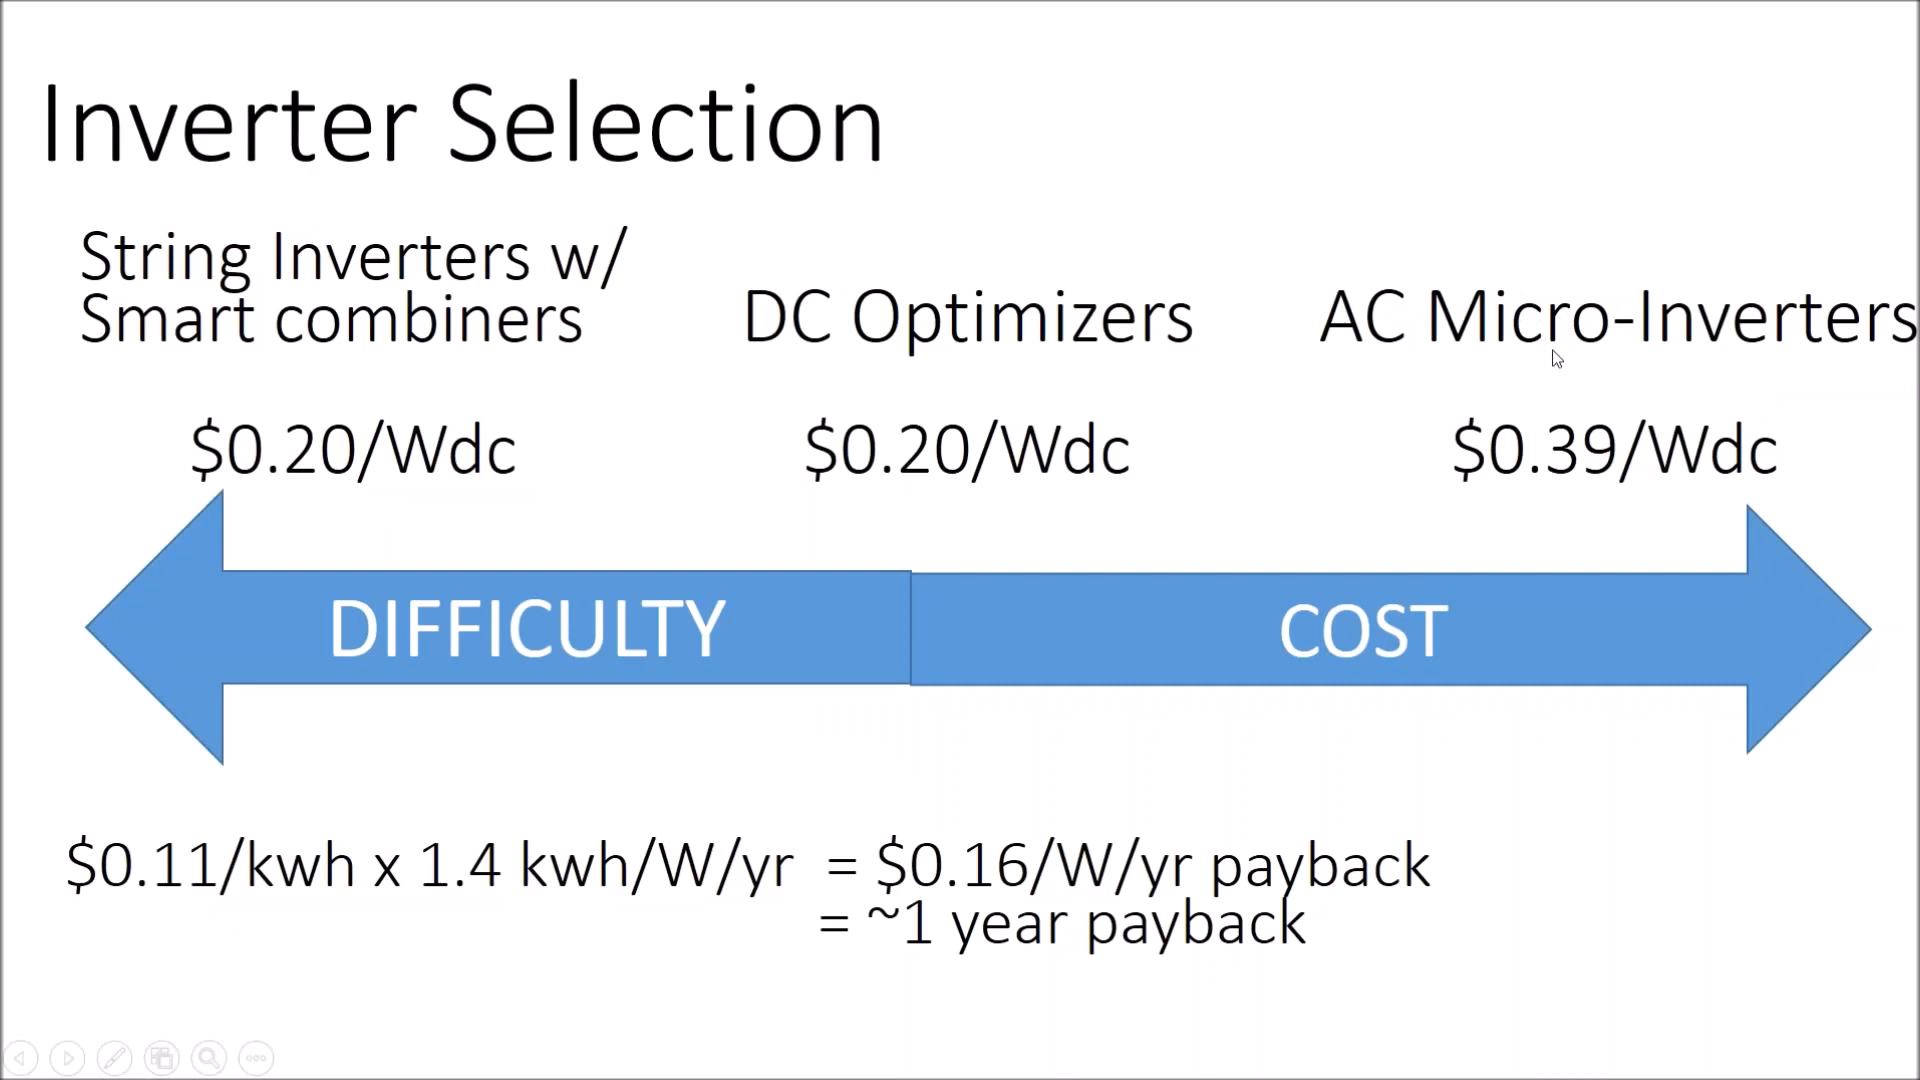 Inverter Selection
String Inverters w/
Smart combiners
DC Optimizers
AC Micro-Inverters
$0.20/Wdc
$0.20/Wdc
$0.39/Wdc
DIFFICULTY
COST
$0.11/kwh x 1.4 kwh/W/yr = $0.16/W/yr payback
= ~1 year payback